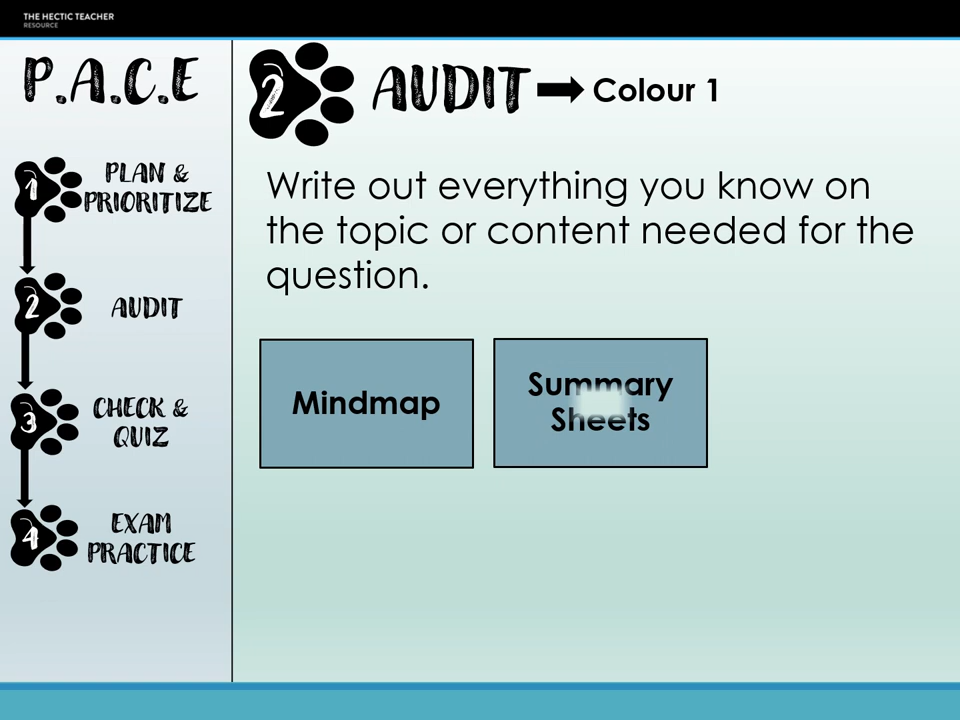 THE HECTIC TEACHER
RESOURCE
P.A.C.E
1
PLAN &
PRIORITIZE
2
AUDIT
3
CHECK &
QUIZ
4
EXAM
PRACTICE
2
AUDIT
Colour 1
Write out everything you know on
the topic or content needed for the
question.
Mindmap
Summary
Sheets